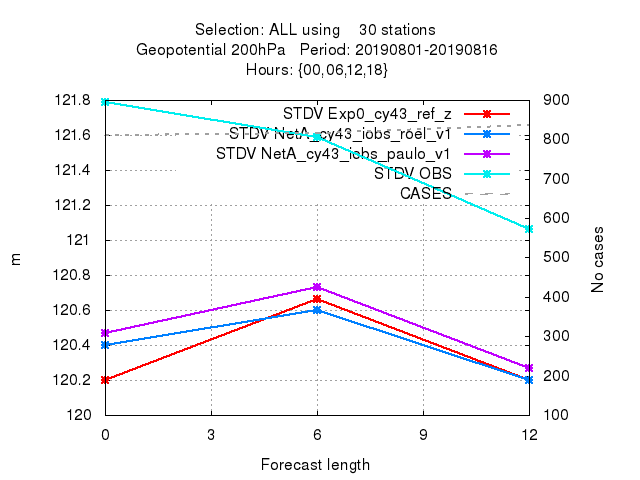 Selection: ALL using 30 stations
Geopotential 200hPa Period: 20190801-20190816
Hours: {00,06,12,18}
121.8
121.6
121.4
121.2
121
120.8
120.6
120.4
120.2
120
900
800
700
600
500
400
300
200
100
STDV Exp0_cy43_ref_z
STDV NetA_cy43_iobs_roel_v1
STDV NetA_cy43_iobs_paulo_v1
STDV OBS
CASES
m
No cases
0 3 6 9 12
Forecast length